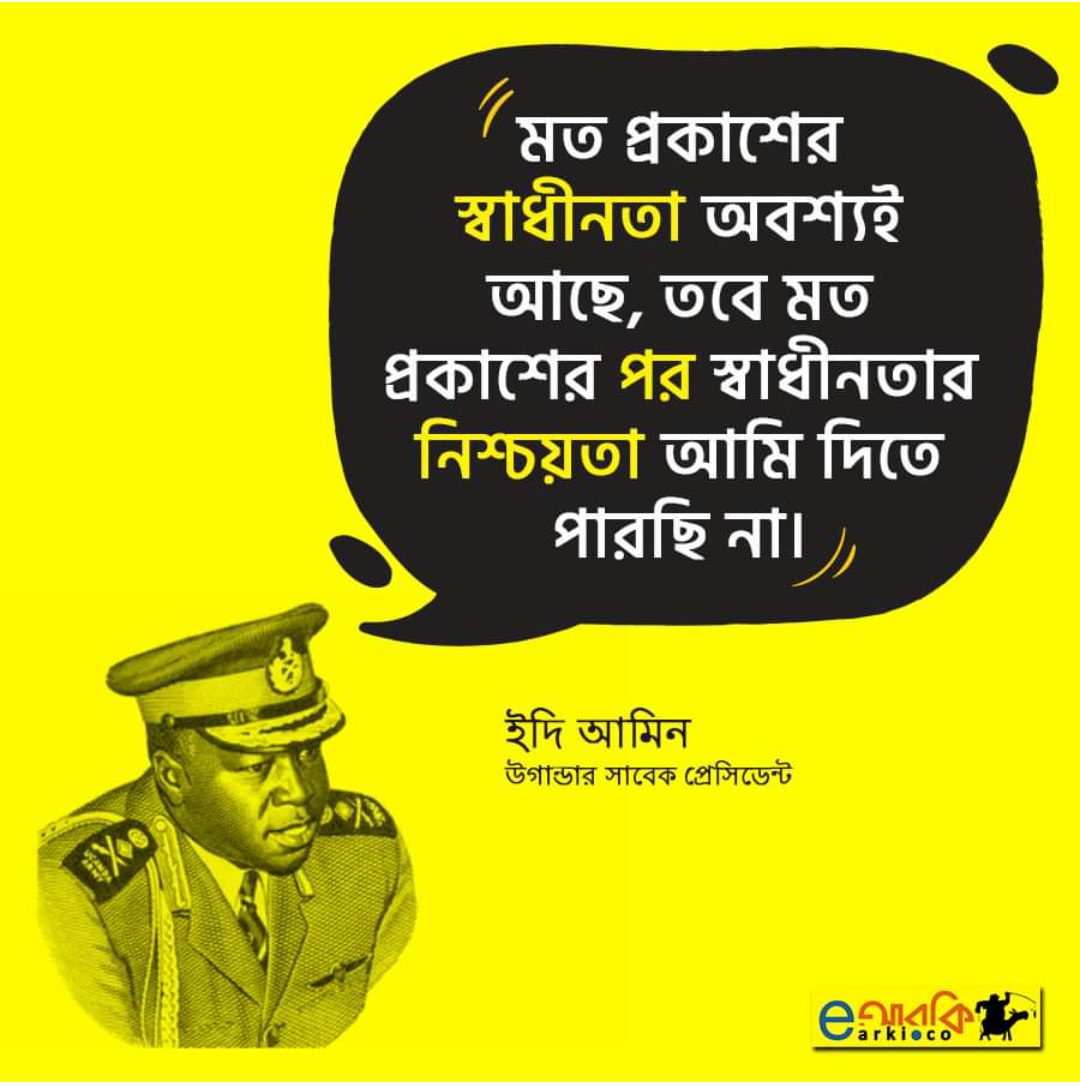 মত প্রকাশের
স্বাধীনতা অবশ্যই
আছে, তবে মত
প্রকাশের পর স্বাধীনতার
নিশ্চয়তা আমি দিতে
পারছি না।
ইদি আমিন
উগান্ডার সাবেক প্রেসিডেন্ট
eআরকি
arki.co